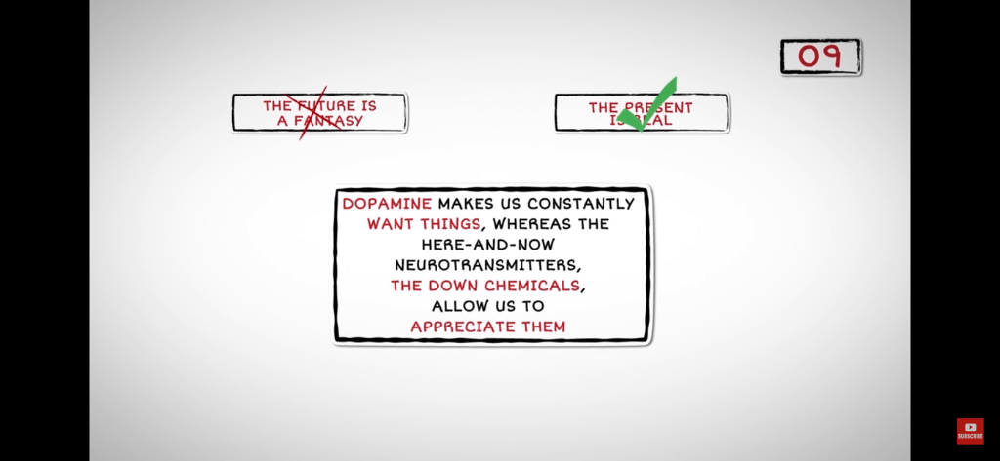 09
THE FUTURE IS
A FANTASY
THE PRESENT
IS REAL
DOPAMINE MAKES US CONSTANTLY
WANT THINGS, WHEREAS THE
HERE-AND-NOW
NEUROTRANSMITTERS,
THE DOWN CHEMICALS,
ALLOW US TO
APPRECIATE THEM
SUBSCRIBE